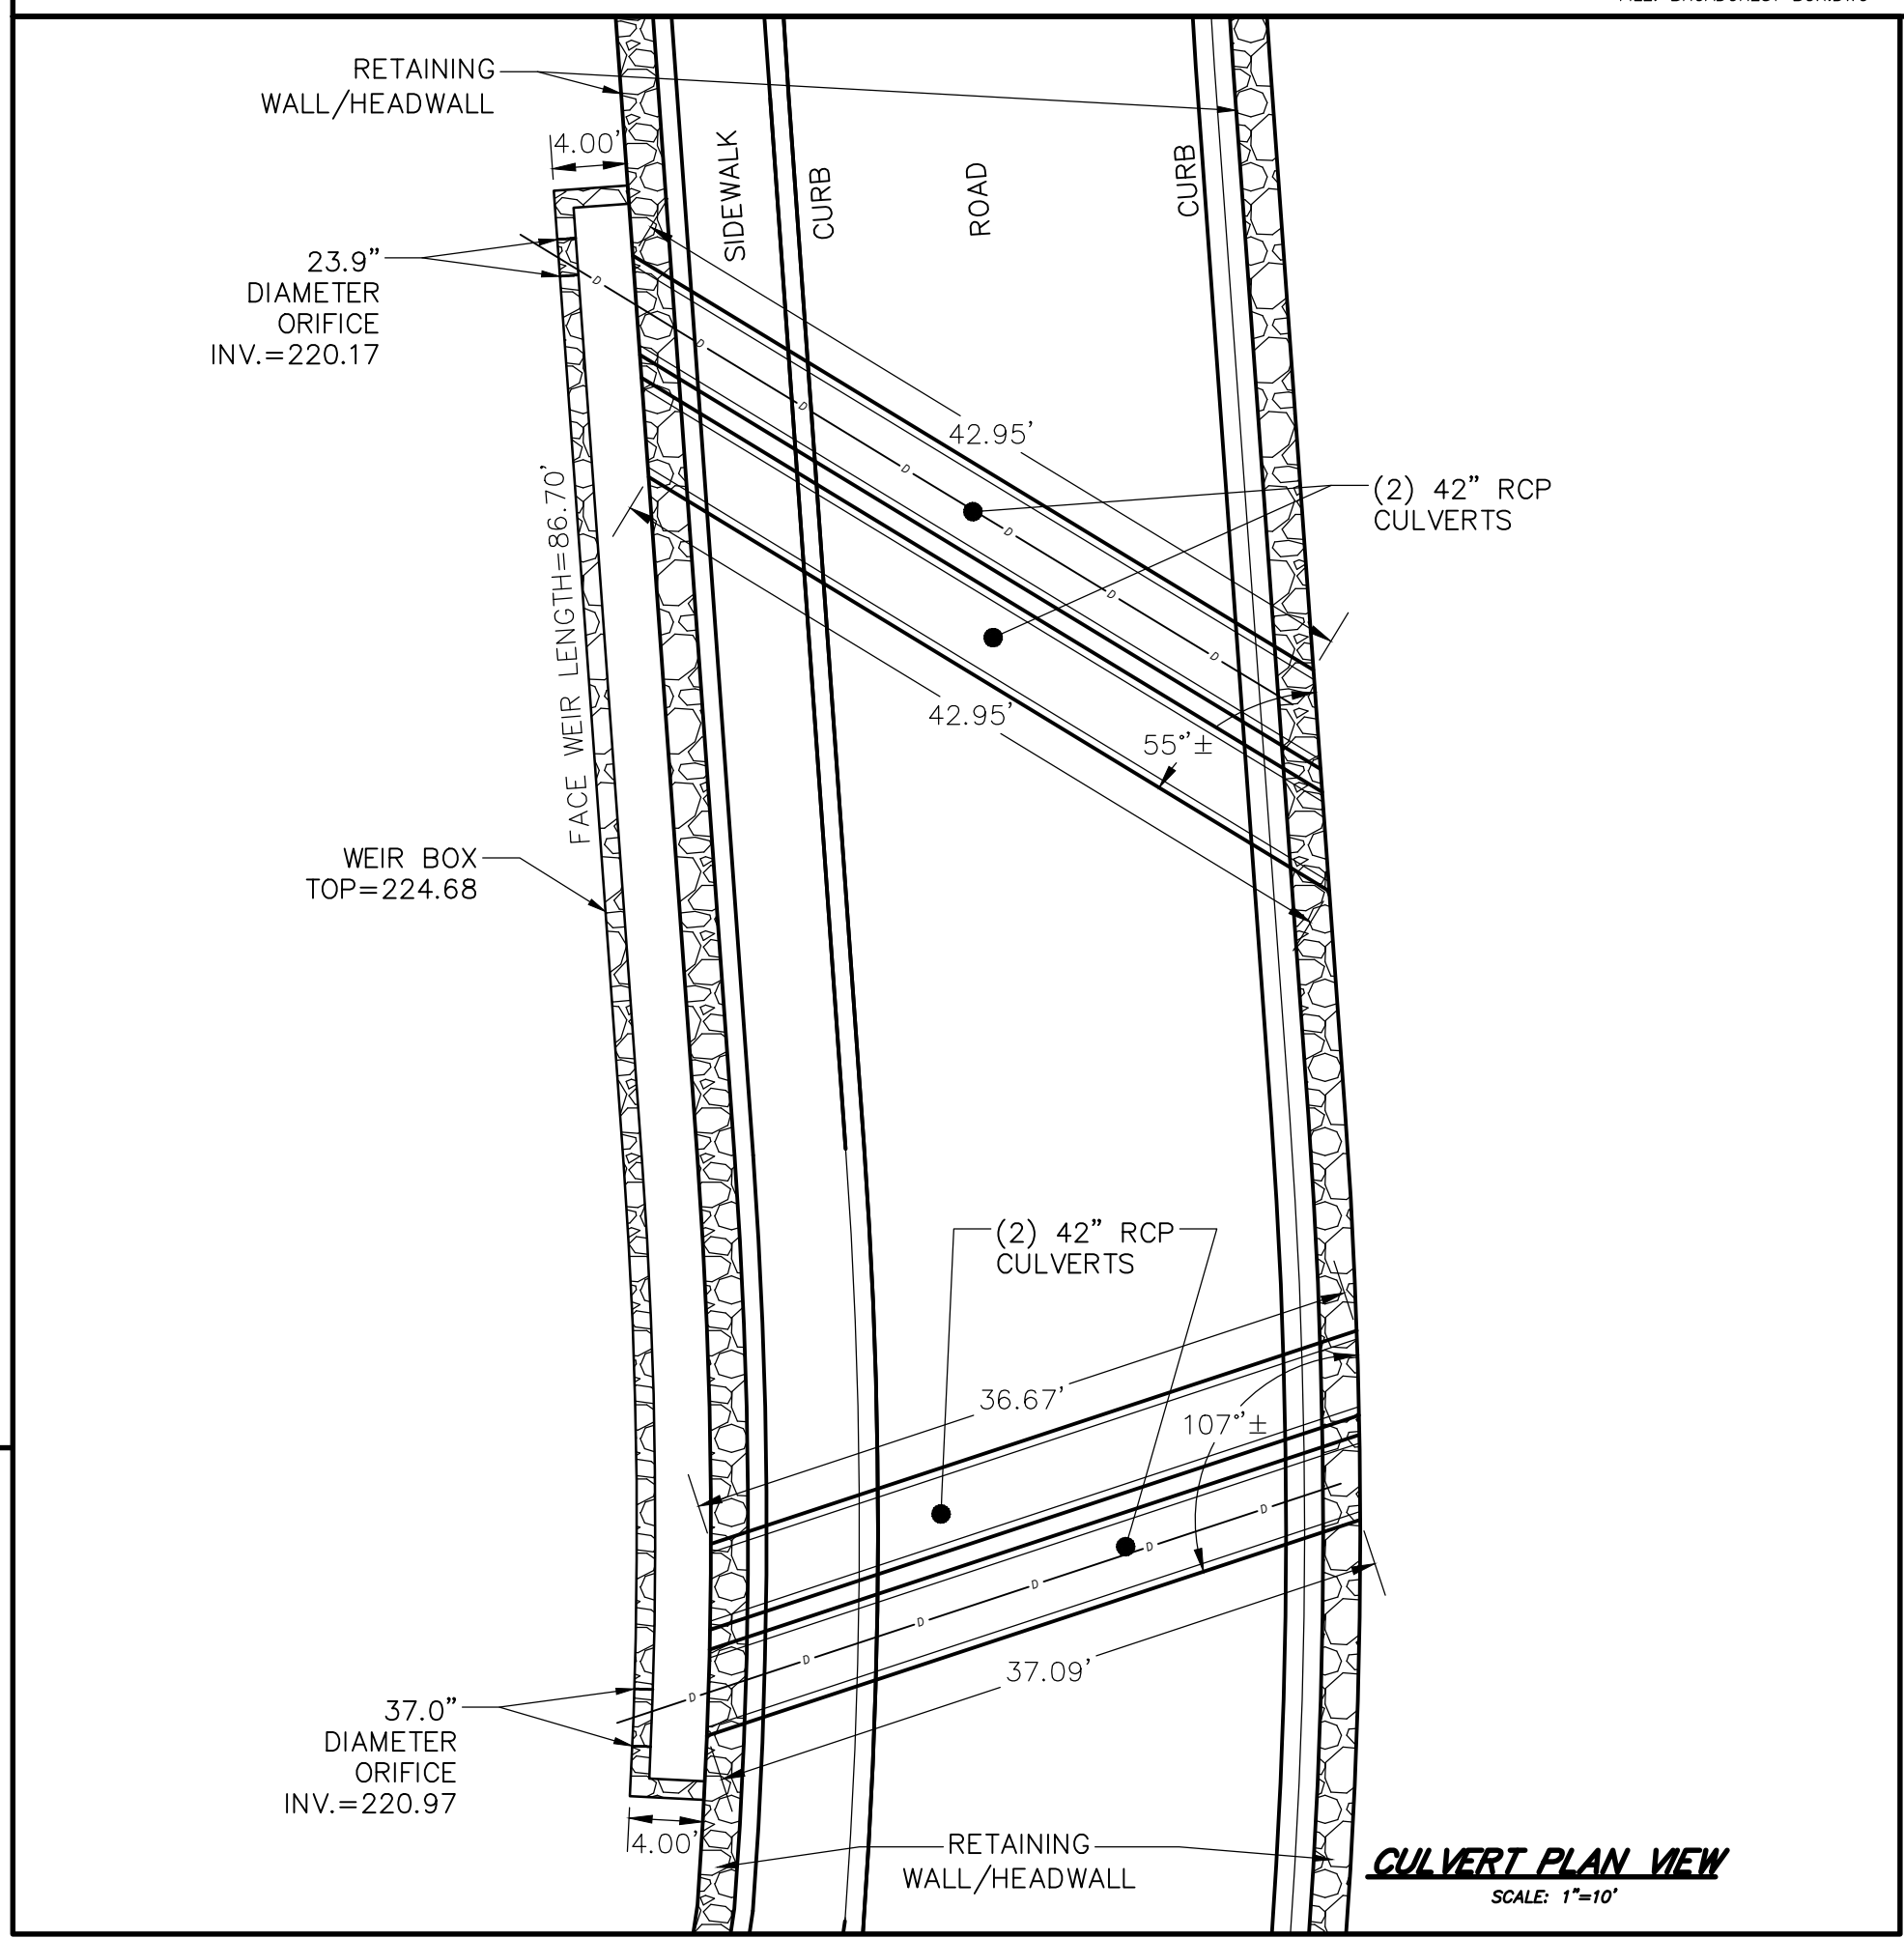 RETAINING
WALL/HEADWALL
4.00'
SIDEWALK
CURB
ROAD
CURB
23.9"
DIAMETER
ORIFICE
INV.=220.17
D
D
D
D
D
D
D
42.95'
(2) 42" RCP
CULVERTS
FACE WEIR LENGTH=86.70'
42.95'
55°'±
WEIR BOX
TOP=224.68
(2) 42" RCP
CULVERTS
36.67'
107°'±
D
D
D
D
D
D
37.09'
37.0"
DIAMETER
ORIFICE
INV.=220.97
4.00'
RETAINING
WALL/HEADWALL
CULVERT PLAN VIEW
SCALE: 1"=10'